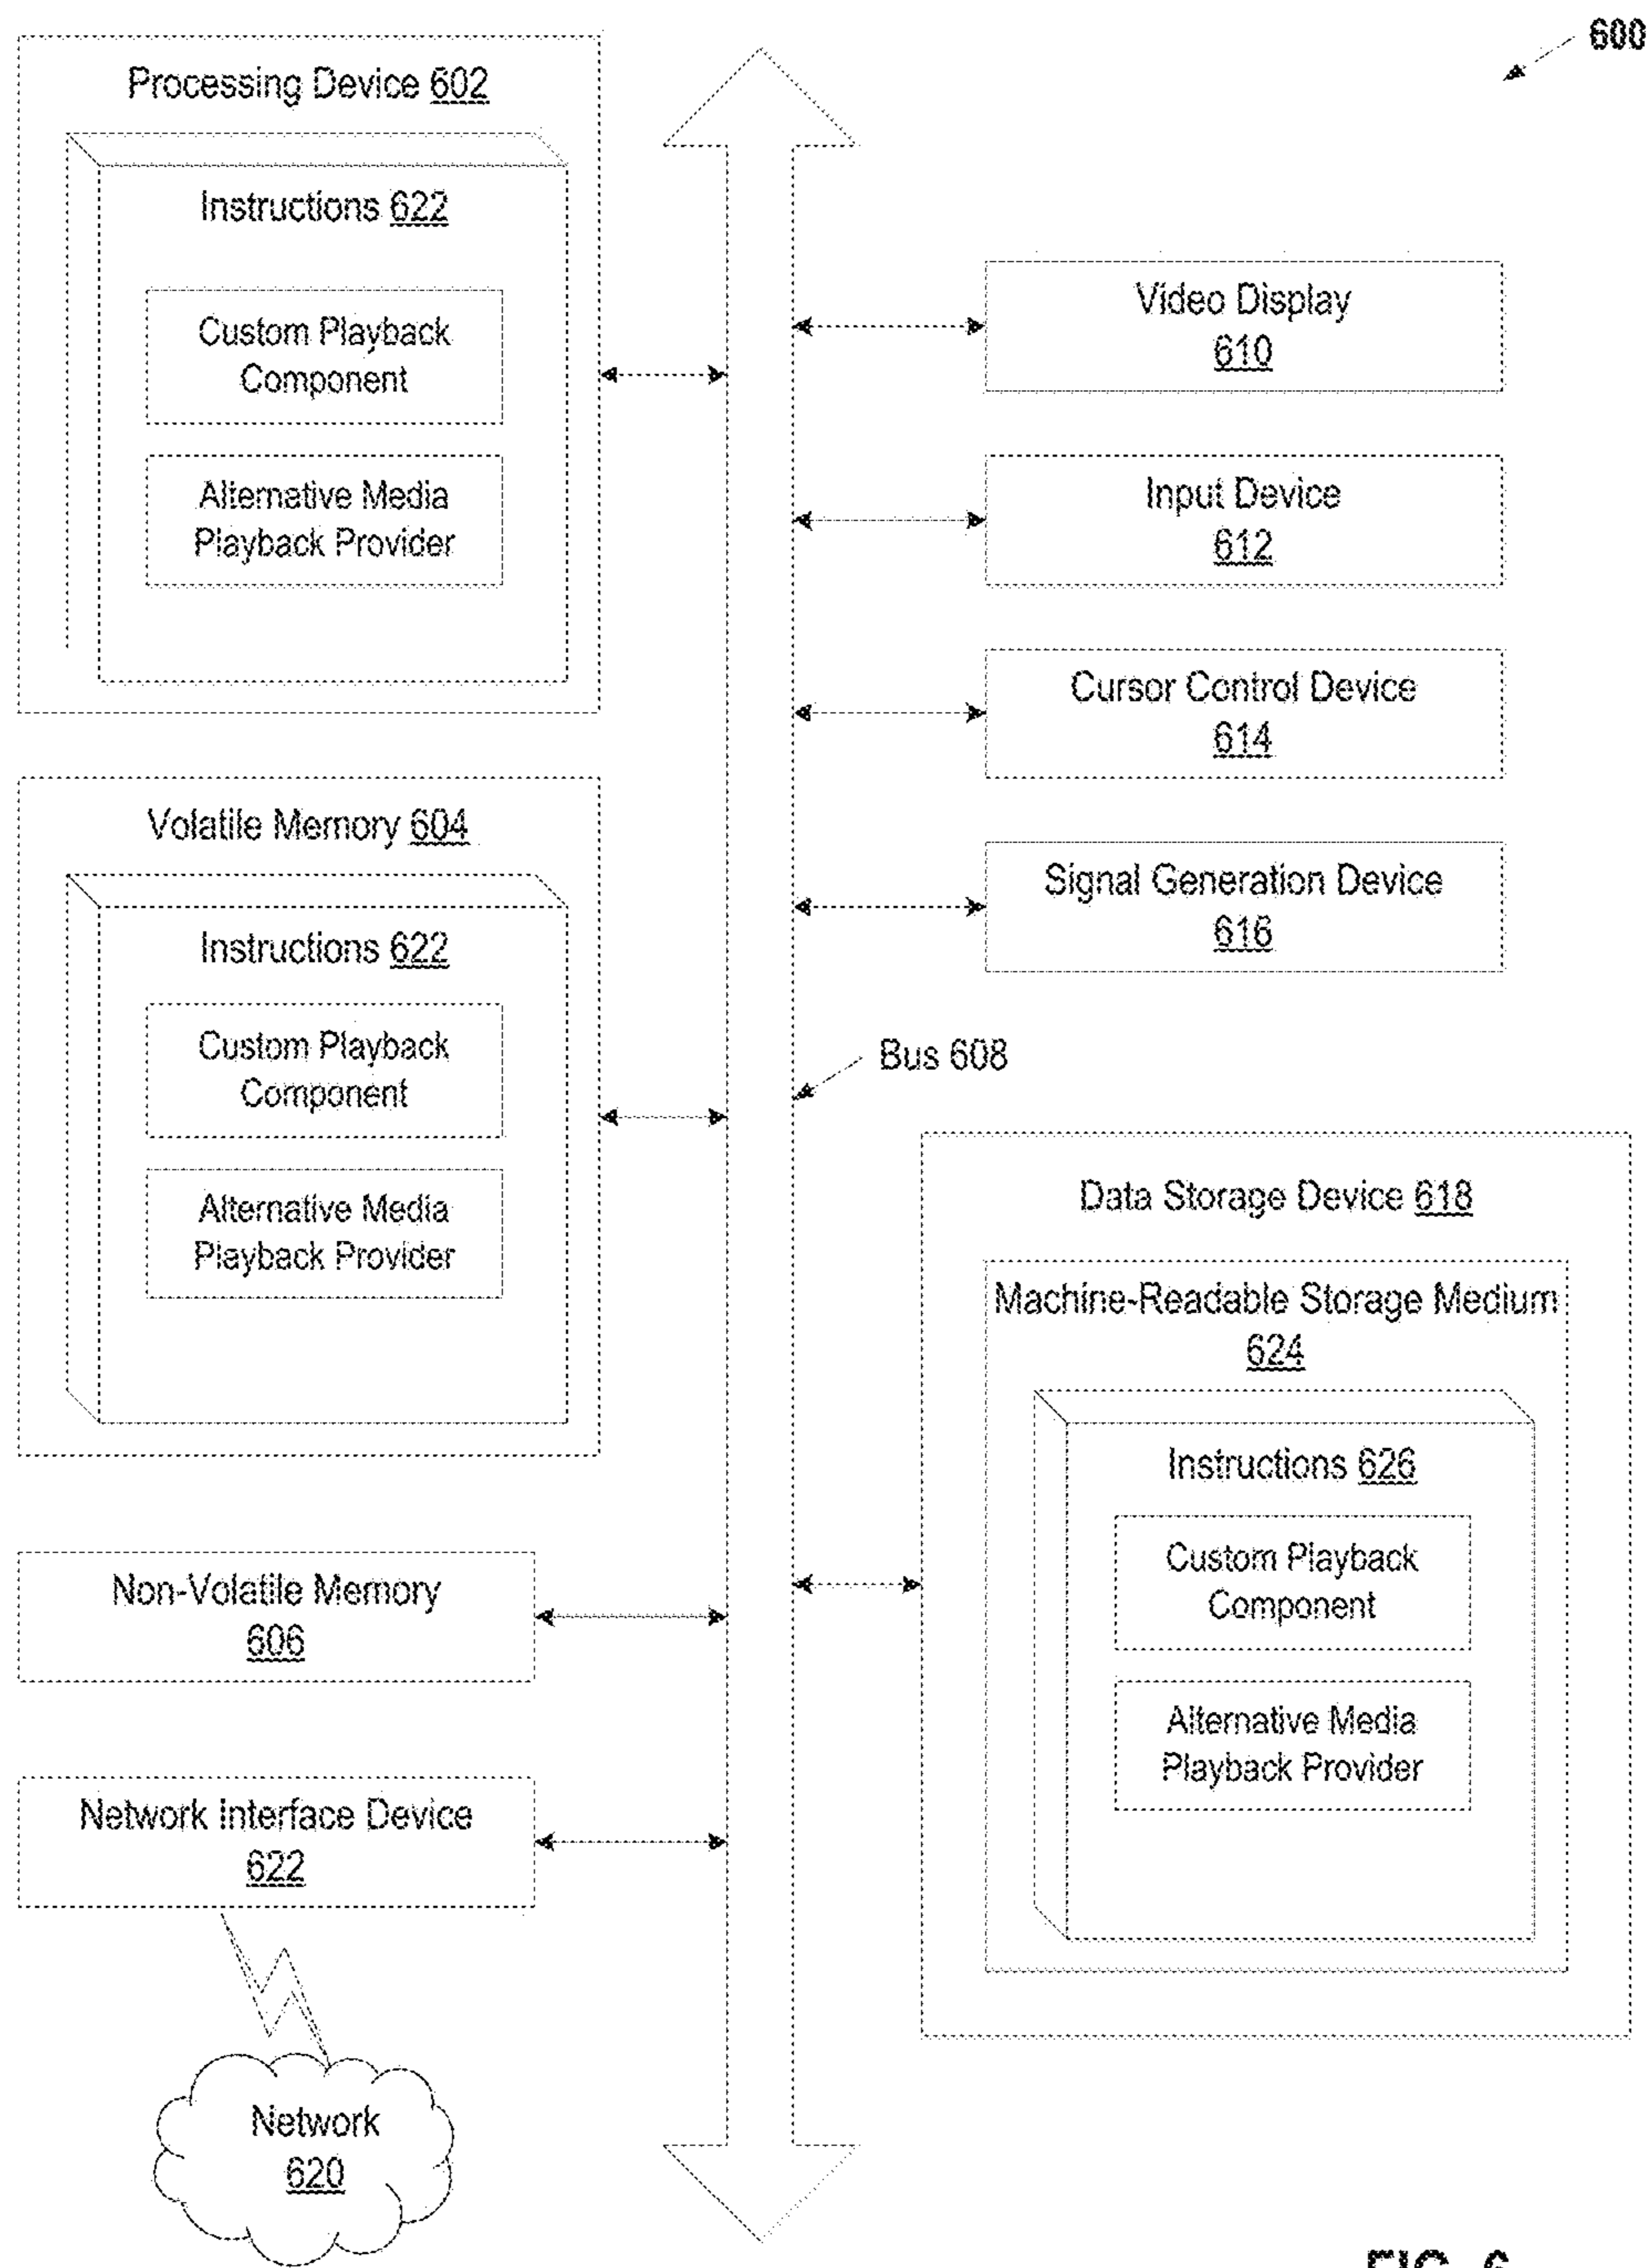 600
Processing Device 602
Instructions 622
Custom Playback
Component
Alternative Media
Playback Provider
Volatile Memory 604
Instructions 622
Custom Playback
Component
Alternative Media
Playback Provider
Non-Volatile Memory
606
Network Interface Device
622
Network
620
Video Display
610
Input Device
612
Cursor Control Device
614
Signal Generation Device
616
Bus 608
Data Storage Device 618
Machine-Readable Storage Medium
624
Instructions 626
Custom Playback
Component
Alternative Media
Playback Provider
FIG. 6